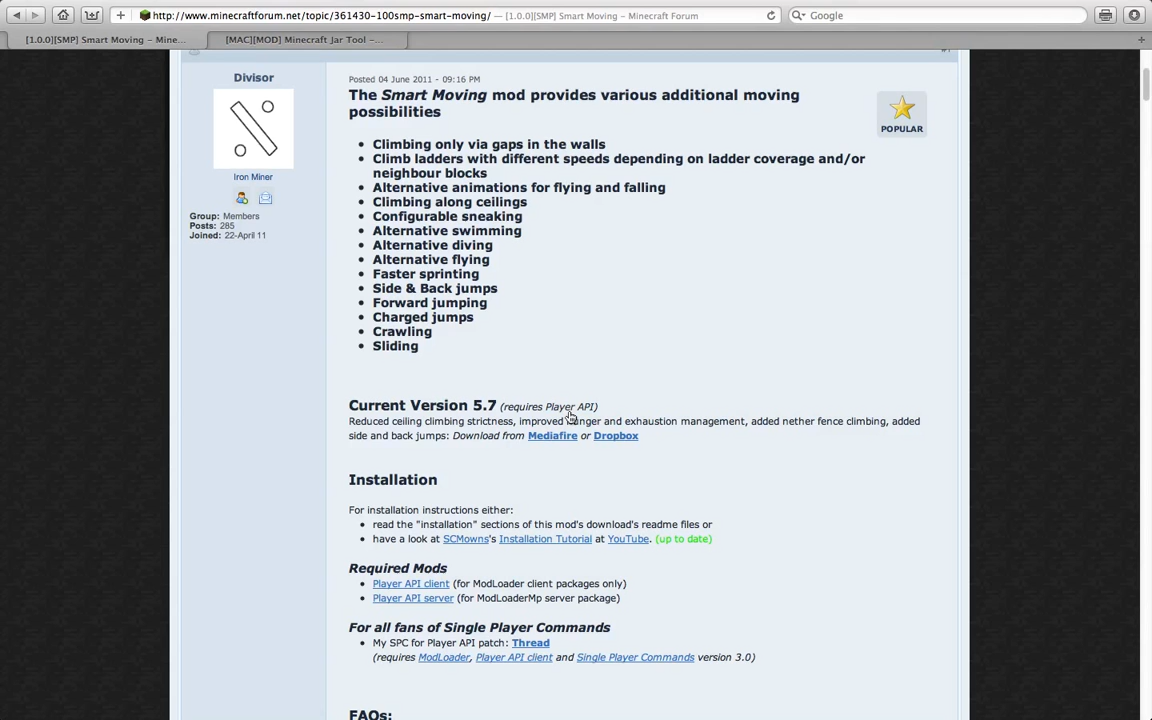 http://www.minecraftforum.net/topic/361430-100smp-smart-moving/ — [1.0.0][SMP] Smart Moving - Minecraft Forum
Google
[1.0.0][SMP] Smart Moving - Mine...
[MAC][MOD] Minecraft Jar Tool -...
Divisor
Iron Miner
Group: Members
Posts: 285
Joined: 22-April 11
Posted 04 June 2011 - 09:16 PM
The Smart Moving mod provides various additional moving
possibilities
POPULAR
• Climbing only via gaps in the walls
• Climb ladders with different speeds depending on ladder coverage and/or
neighbour blocks
• Alternative animations for flying and falling
• Climbing along ceilings
• Configurable sneaking
• Alternative swimming
• Alternative diving
• Alternative flying
• Faster sprinting
• Side & Back jumps
• Forward jumping
• Charged jumps
• Crawling
• Sliding
Current Version 5.7 (requires Player API)
Reduced ceiling climbing strictness, improved hunger and exhaustion management, added nether fence climbing, added
side and back jumps: Download from Mediafire or Dropbox
Installation
For installation instructions either:
• read the "installation" sections of this mod's download's readme files or
• have a look at SCMowns's Installation Tutorial at YouTube. (up to date)
Required Mods
• Player API client (for ModLoader client packages only)
• Player API server (for ModLoaderMp server package)
For all fans of Single Player Commands
• My SPC for Player API patch: Thread
(requires ModLoader, Player API client and Single Player Commands version 3.0)
FAQs: